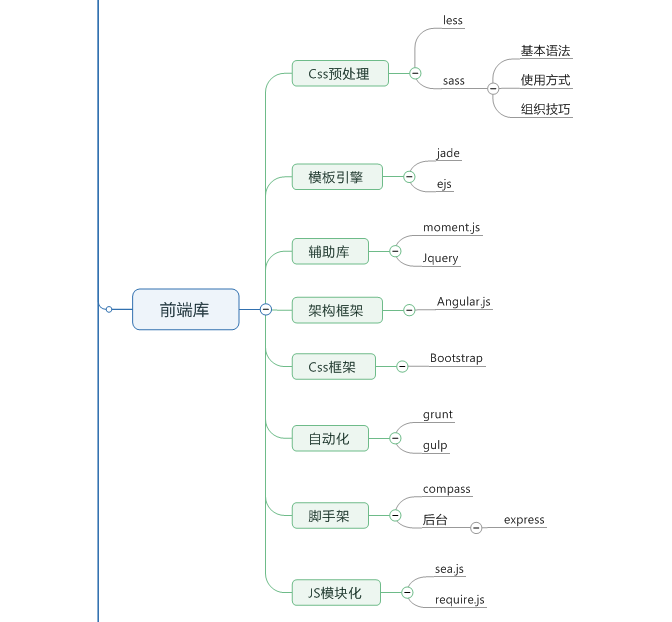 前端库
Css预处理
less
sass
基本语法
使用方式
组织技巧
模板引擎
jade
ejs
辅助库
moment.js
Jquery
架构框架
Angular.js
Css框架
Bootstrap
自动化
grunt
gulp
脚手架
compass
后台
express
JS模块化
sea.js
require.js